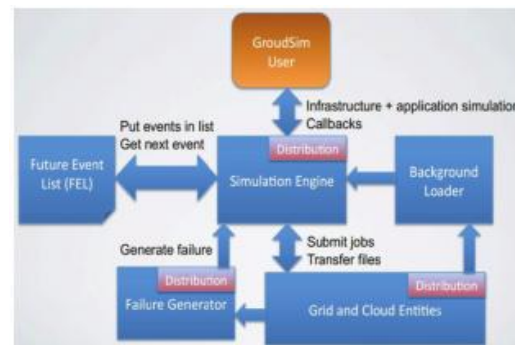 GroudSim
User
Infrastructure + application simulation
Callbacks
Put events in list
Get next event
Distribution
Future Event
List (FEL)
Simulation Engine
Background
Loader
Generate failure
Submit jobs
Transfer files
Distribution
Failure Generator
Distribution
Grid and Cloud Entities